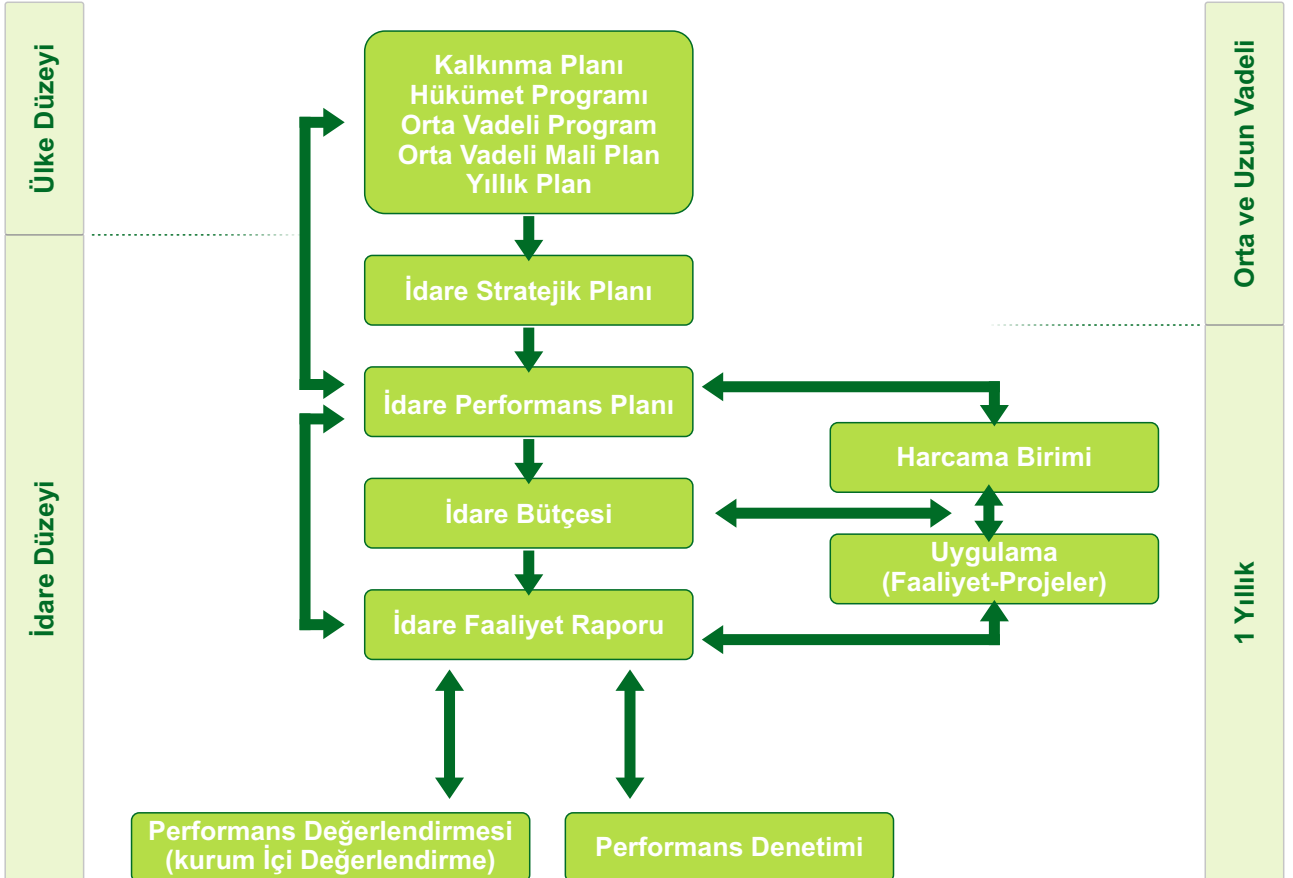 Ülke Düzeyi
Kalkınma Planı
Hükümet Programı
Orta Vadeli Program
Orta Vadeli Mali Plan
Yıllık Plan
Orta ve Uzun Vadeli
İdare Stratejik Planı
İdare Düzeyi
İdare Performans Planı
Harcama Birimi
İdare Bütçesi
Uygulama
(Faaliyet-Projeler)
İdare Faaliyet Raporu
1 Yıllık
Performans Değerlendirmesi
(kurum İçi Değerlendirme)
Performans Denetimi